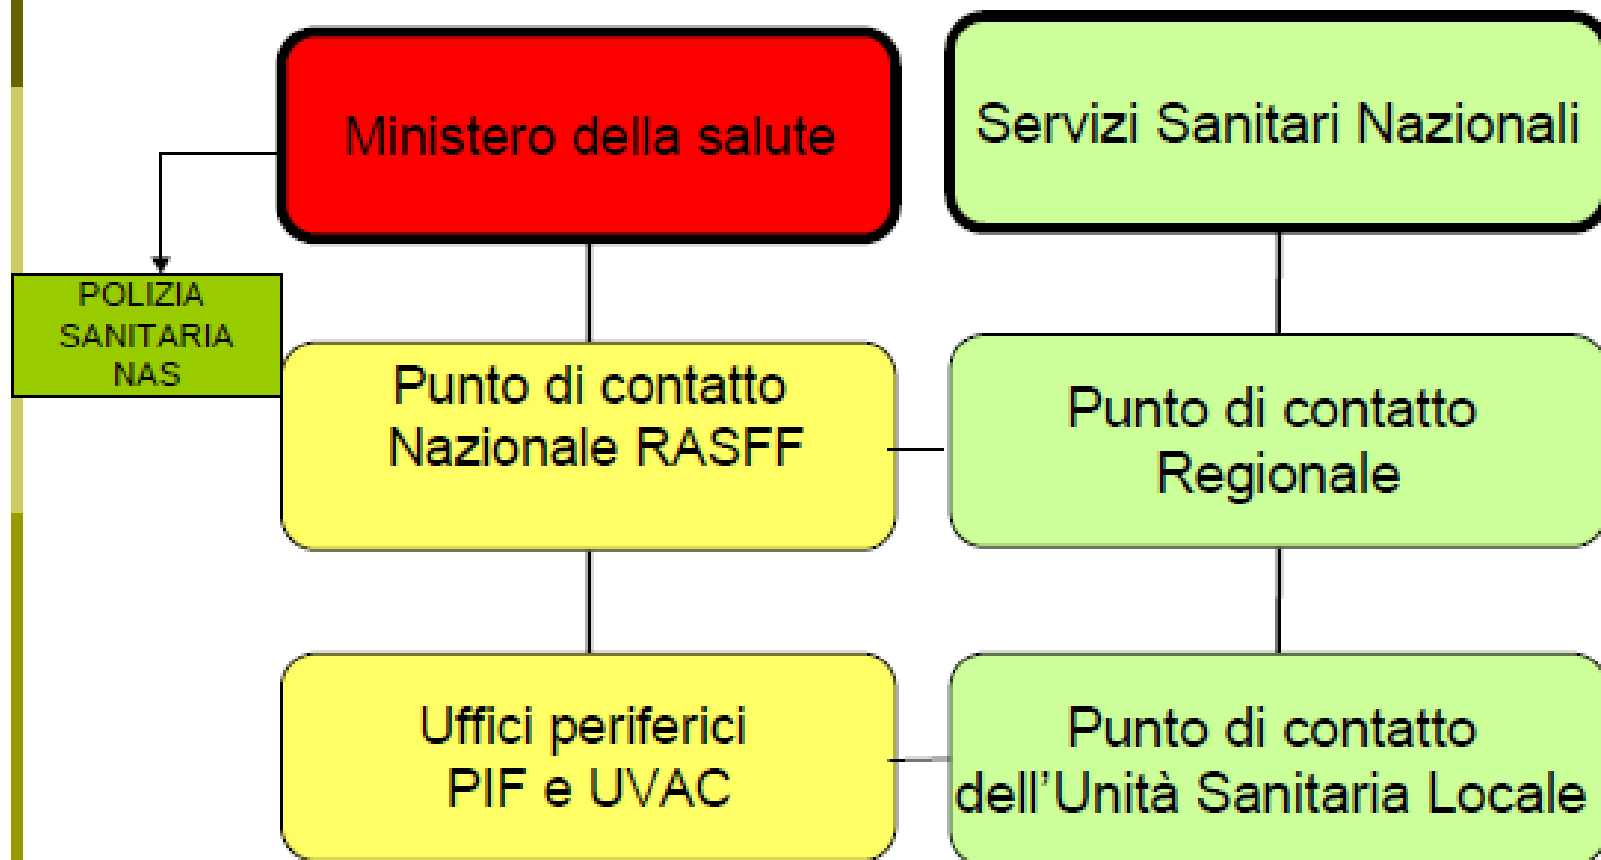 Ministero della salute
Servizi Sanitari Nazionali
POLIZIA
SANITARIA
NAS
Punto di contatto
Nazionale RASFF
Punto di contatto
Regionale
Uffici periferici
PIF e UVAC
Punto di contatto
dell'Unità Sanitaria Locale